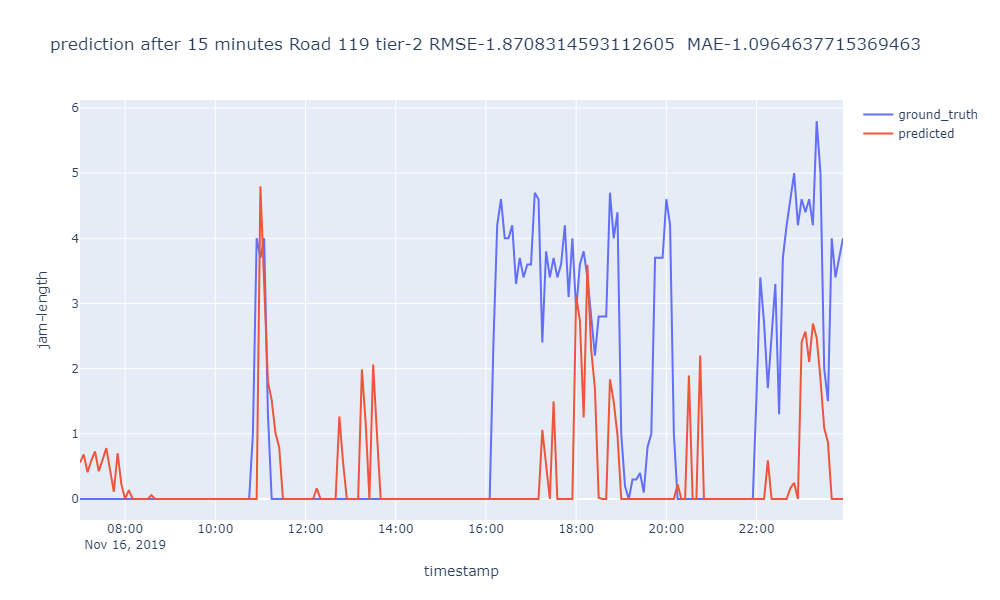 prediction after 15 minutes Road 119 tier-2 RMSE-1.8708314593112605  MAE-1.0964637715369463
ground_truth
predicted
jam-length
6
5
4
3
2
1
0
08:00 10:00 12:00 14:00 16:00 18:00 20:00 22:00
Nov 16, 2019
timestamp